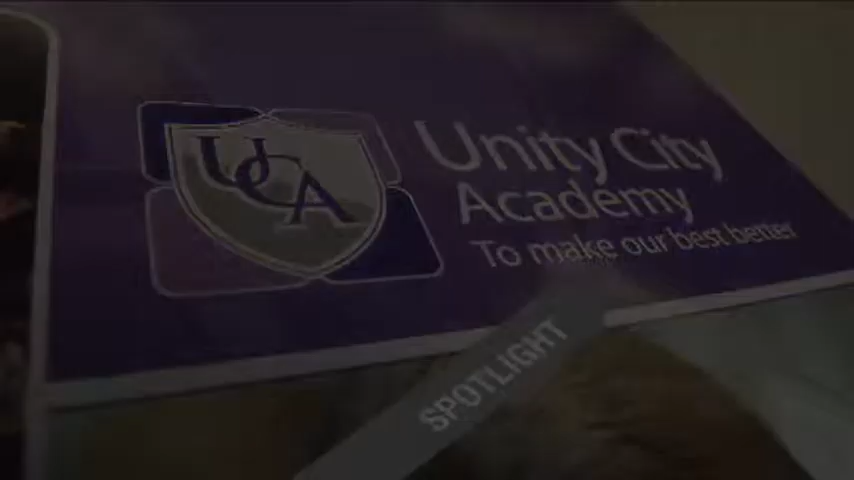 UCA
Unity City
Academy
To make our best better
SPOTLIGHT